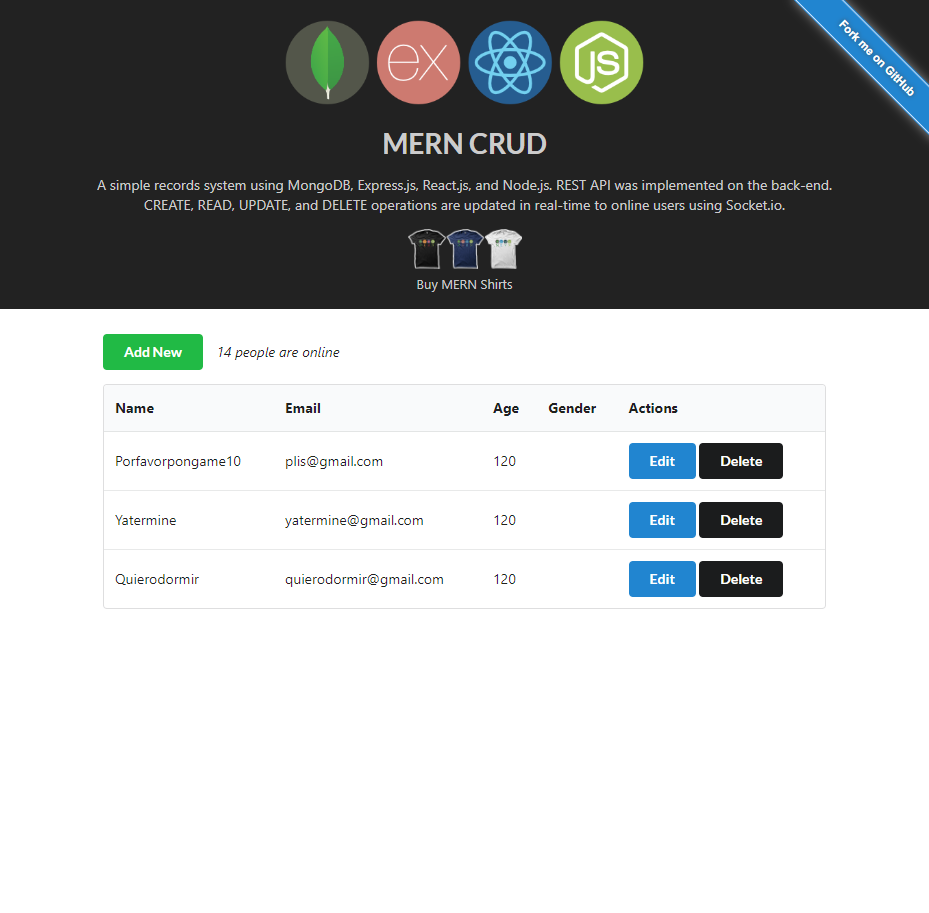 ex
JS
Fork me on GitHub
MERN CRUD
A simple records system using MongoDB, Express.js, React.js, and Node.js. REST API was implemented on the back-end.
CREATE, READ, UPDATE, and DELETE operations are updated in real-time to online users using Socket.io.
Buy MERN Shirts
Add New 14 people are online
Name Email Age Gender Actions
Porfavorpongame10 plis@gmail.com 120 Edit Delete
Yatermine yatermine@gmail.com 120 Edit Delete
Quierodormir quierodormir@gmail.com 120 Edit Delete